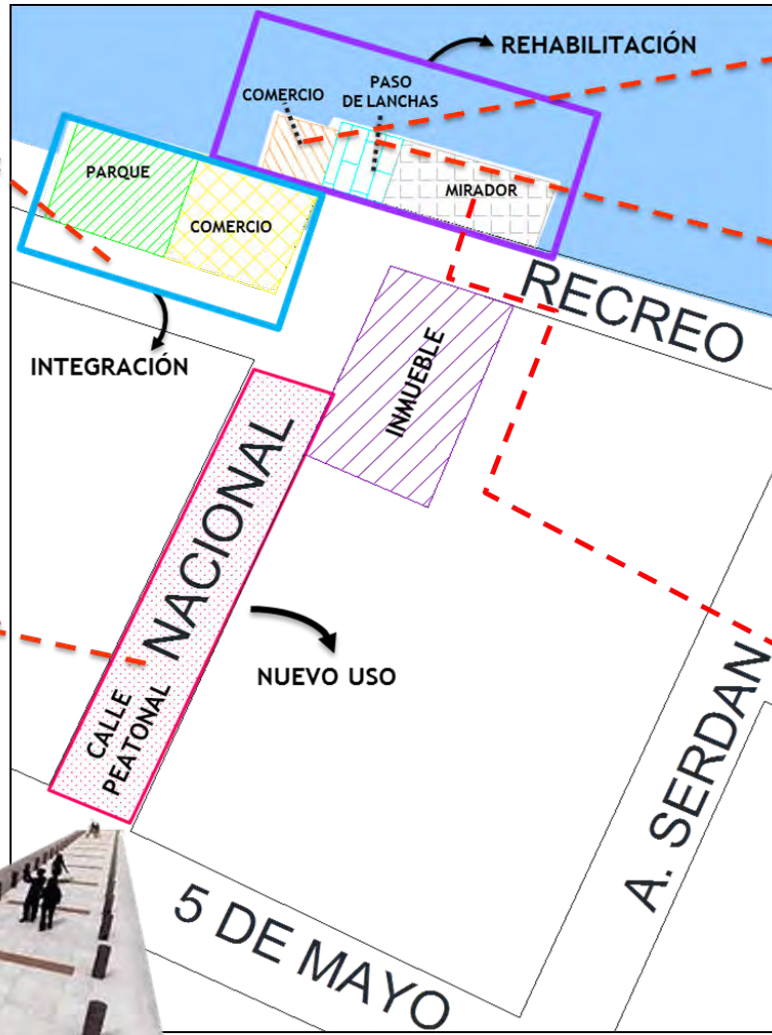 REHABILITACIÓN
COMERCIO
PASO
DE LANCHAS
MIRADOR
PARQUE
COMERCIO
RECREO
INTEGRACIÓN
INMUEBLE
NACIONAL
CALLE
PEATONAL
NUEVO USO
A. SERDAN
5 DE MAYO